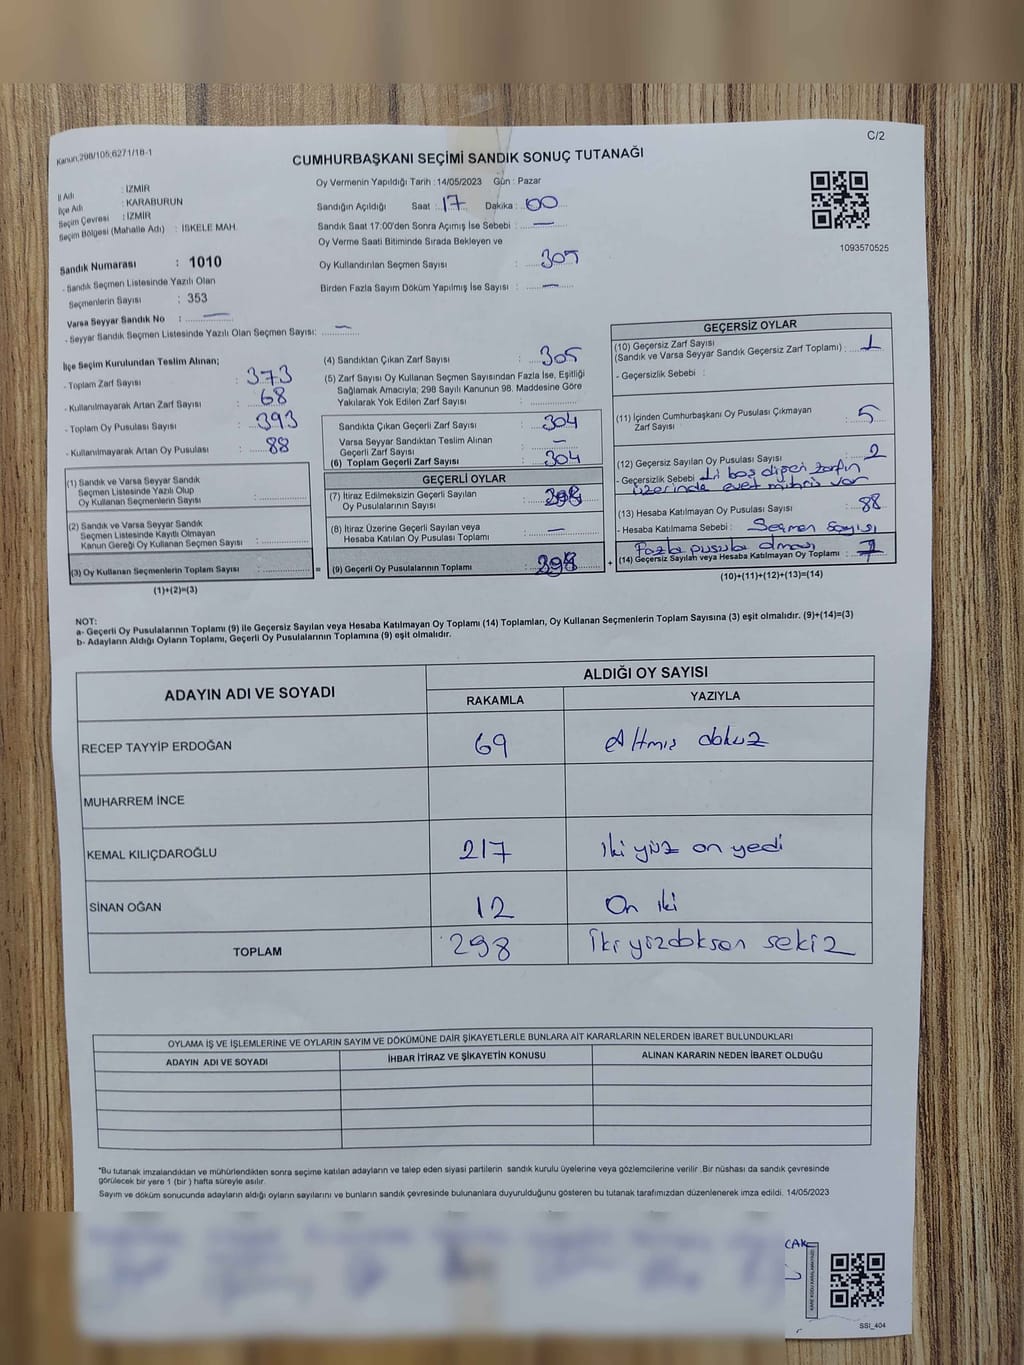 Kanun;298/105;6271/18-1
C/2
CUMHURBAŞKANI SEÇİMİ SANDIK SONUÇ TUTANAĞI
İl Adı : İZMİR
İlçe Adı : KARABURUN
Seçim Çevresi : İZMİR
Seçim Bölgesi (Mahalle Adı) : İSKELE MAH.
Sandık Numarası : 1010
- Sandık Seçmen Listesinde Yazılı Olan
Seçmenlerin Sayısı : 353
Varsa Seyyar Sandık No : —
- Seyyar Sandık Seçmen Listesinde Yazılı Olan Seçmen Sayısı: —
Oy Vermenin Yapıldığı Tarih : 14/05/2023 Gün : Pazar
Sandığın Açıldığı Saat : 17 Dakika : 00
Sandık Saat 17:00'den Sonra Açımış İse Sebebi : —
Oy Verme Saati Bitiminde Sırada Bekleyen ve
Oy Kullandırılan Seçmen Sayısı : 305
Birden Fazla Sayım Döküm Yapılmış İse Sayısı : —
1093570525
İlçe Seçim Kurulundan Teslim Alınan;
- Toplam Zarf Sayısı : 373
- Kullanılmayarak Artan Zarf Sayısı : 68
- Toplam Oy Pusulası Sayısı : 393
- Kullanılmayarak Artan Oy Pusulası : 88
(1) Sandık ve Varsa Seyyar Sandık
Seçmen Listesinde Yazılı Olup
Oy Kullanan Seçmenlerin Sayısı :
(2) Sandık ve Varsa Seyyar Sandık
Seçmen Listesinde Kayıtlı Olmayan
Kanun Gereği Oy Kullanan Seçmen Sayısı :
(3) Oy Kullanan Seçmenlerin Toplam Sayısı : =
(1)+(2)=(3)
(4) Sandıktan Çıkan Zarf Sayısı : 305
(5) Zarf Sayısı Oy Kullanan Seçmen Sayısından Fazla İse, Eşitliği
Sağlamak Amacıyla; 298 Sayılı Kanunun 98. Maddesine Göre
Yakılarak Yok Edilen Zarf Sayısı :
Sandıkta Çıkan Geçerli Zarf Sayısı : 304
Varsa Seyyar Sandıktan Teslim Alınan
Geçerli Zarf Sayısı : —
(6) Toplam Geçerli Zarf Sayısı : 304
GEÇERLİ OYLAR
(7) İtiraz Edilmeksizin Geçerli Sayılan
Oy Pusulalarının Sayısı :
(8) İtiraz Üzerine Geçerli Sayılan veya
Hesaba Katılan Oy Pusulası Toplamı : —
(9) Geçerli Oy Pusulalarının Toplamı : +
GEÇERSİZ OYLAR
(10) Geçersiz Zarf Sayısı
(Sandık ve Varsa Seyyar Sandık Geçersiz Zarf Toplamı) : 1
- Geçersizlik Sebebi :
(11) İçinden Cumhurbaşkanı Oy Pusulası Çıkmayan
Zarf Sayısı : 5
(12) Geçersiz Sayılan Oy Pusulası Sayısı : 2
- Geçersizlik Sebebi : boş diğeri zarfın
üzerinde evet mührü var
(13) Hesaba Katılmayan Oy Pusulası Sayısı : 88
- Hesaba Katılmama Sebebi : Seçmen Sayısı
Fazla pusula olması
(14) Geçersiz Sayılan veya Hesaba Katılmayan Oy Toplamı : 7
(10)+(11)+(12)+(13)=(14)
NOT:
a- Geçerli Oy Pusulalarının Toplamı (9) ile Geçersiz Sayılan veya Hesaba Katılmayan Oy Toplamı (14) Toplamları, Oy Kullanan Seçmenlerin Toplam Sayısına (3) eşit olmalıdır. (9)+(14)=(3)
b- Adayların Aldığı Oyların Toplamı, Geçerli Oy Pusulalarının Toplamına (9) eşit olmalıdır.
ADAYIN ADI VE SOYADI ALDIĞI OY SAYISI
RAKAMLA YAZIYLA
RECEP TAYYİP ERDOĞAN 69 Altmış dokuz
MUHARREM İNCE
KEMAL KILIÇDAROĞLU 217 iki yüz on yedi
SİNAN OĞAN 12 On iki
TOPLAM 298 iki yüzdoksan sekiz
OYLAMA İŞ VE İŞLEMLERİNE VE OYLARIN SAYIM VE DÖKÜMÜNE DAİR ŞİKAYETLERLE BUNLARA AİT KARARLARIN NELERDEN İBARET BULUNDUKLARI
ADAYIN ADI VE SOYADI İHBAR İTİRAZ VE ŞİKAYETİN KONUSU ALINAN KARARIN NEDEN İBARET OLDUĞU
*Bu tutanak imzalandıktan ve mühürlendikten sonra seçime katılan adayların ve talep eden siyasi partilerin sandık kurulu üyelerine veya gözlemcilerine verilir .Bir nüshası da sandık çevresinde
görülecek bir yere 1 (bir ) hafta süreyle asılır.
Sayım ve döküm sonucunda adayların aldığı oyların sayılarını ve bunların sandık çevresinde bulunanlara duyurulduğunu gösteren bu tutanak tarafımızdan düzenlenerek imza edildi. 14/05/2023
CAK
SSI_404